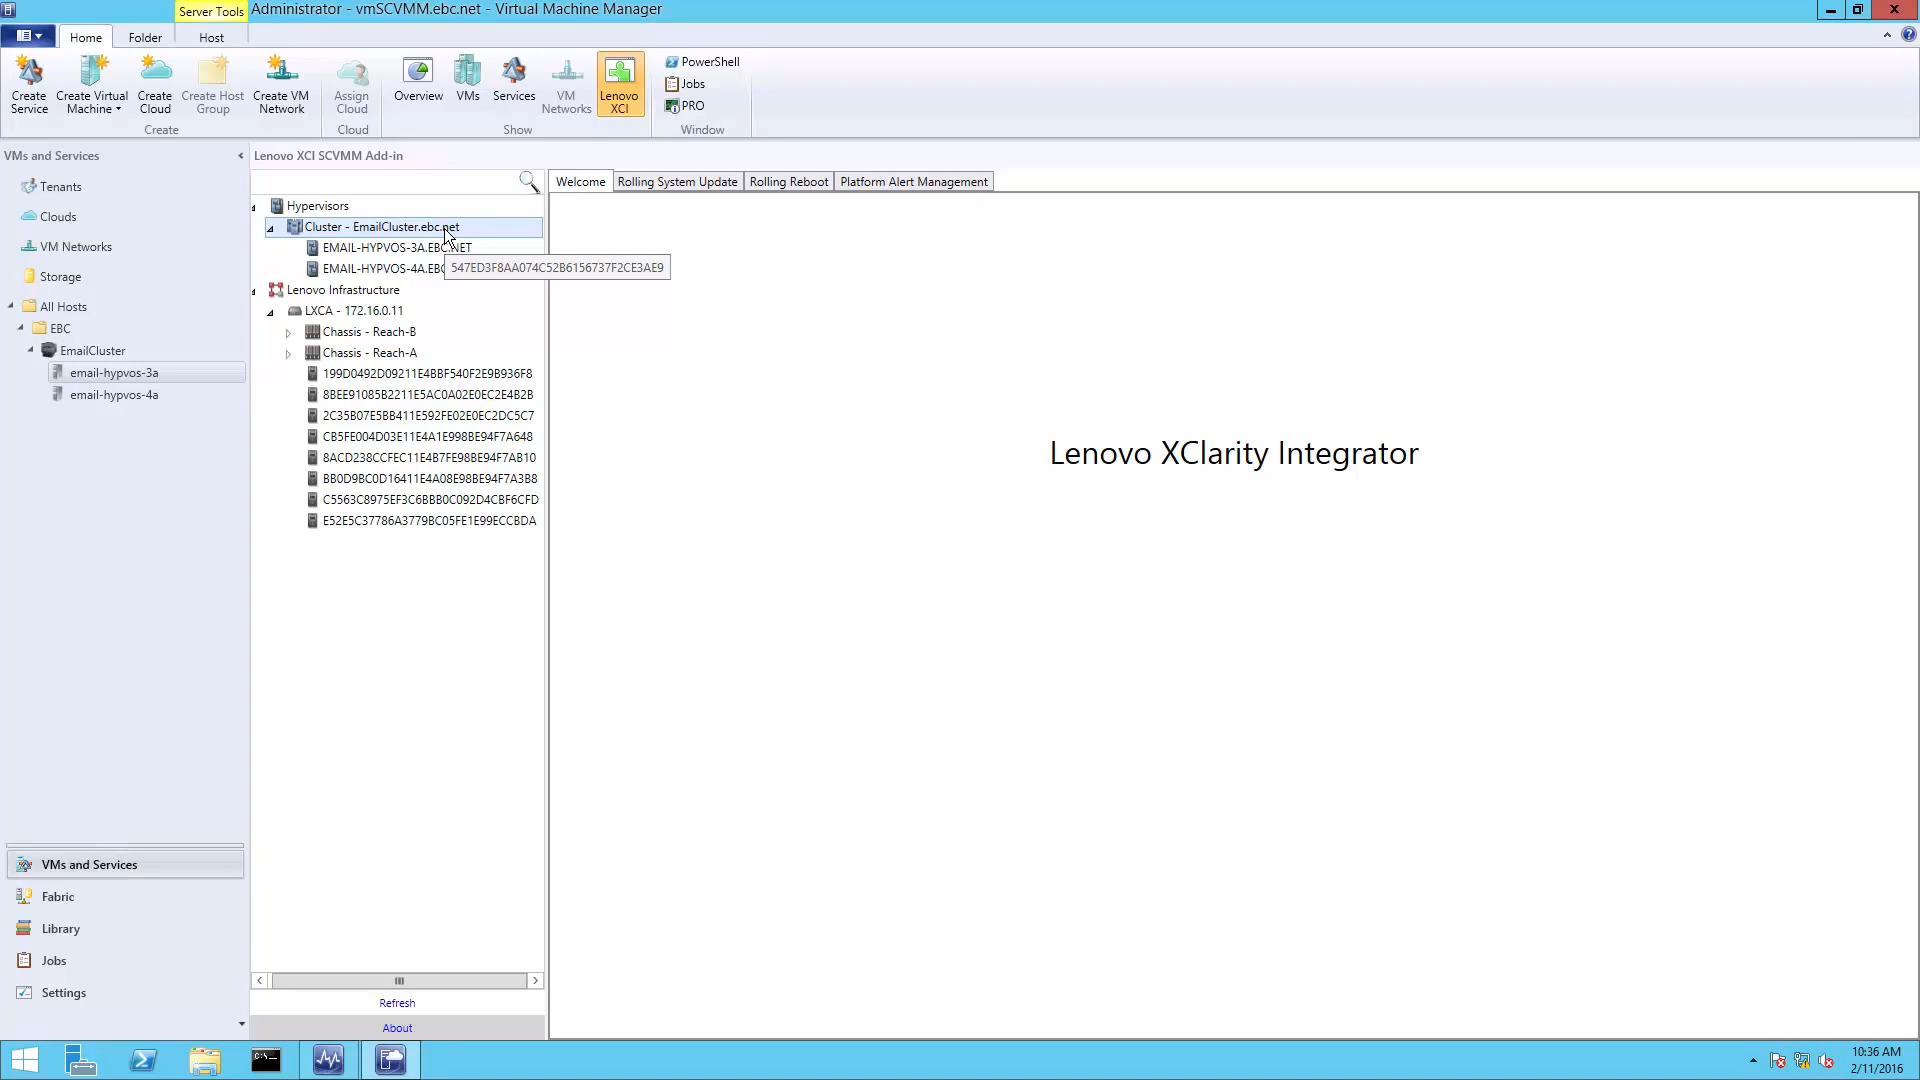 Server Tools
Administrator - vmSCVMM.ebc.net - Virtual Machine Manager
Home
Folder
Host
Create Service
Create Virtual Machine
Create Cloud
Create Host Group
Create VM Network
Assign Cloud
Overview
VMs
Services
VM Networks
Lenovo XCI
PowerShell
Jobs
PRO
Create
Cloud
Show
Window
VMs and Services
Tenants
Clouds
VM Networks
Storage
All Hosts
EBC
EmailCluster
email-hypvos-3a
email-hypvos-4a
VMs and Services
Fabric
Library
Jobs
Settings
Lenovo XCI SCVMM Add-in
Hypervisors
Cluster - EmailCluster.ebc.net
EMAIL-HYPVOS-3A.EBC.NET
EMAIL-HYPVOS-4A.EBC
547ED3F8AA074C52B6156737F2CE3AE9
Lenovo Infrastructure
LXCA - 172.16.0.11
Chassis - Reach-B
Chassis - Reach-A
199D0492D09211E4BBF540F2E9B936F8
8BEE91085B2211E5AC0A02E0EC2E4B2B
2C35B07E5BB411E592FE02E0EC2DC5C7
CB5FE004D03E11E4A1E998BE94F7A648
8ACD238CCFEC11E4B7FE98BE94F7AB10
BB0D9BC0D16411E4A08E98BE94F7A3B8
C5563C8975EF3C6BBB0C092D4CBF6CFD
E52E5C37786A3779BC05FE1E99ECCBDA
Refresh
About
Welcome
Rolling System Update
Rolling Reboot
Platform Alert Management
Lenovo XClarity Integrator
10:36 AM
2/11/2016